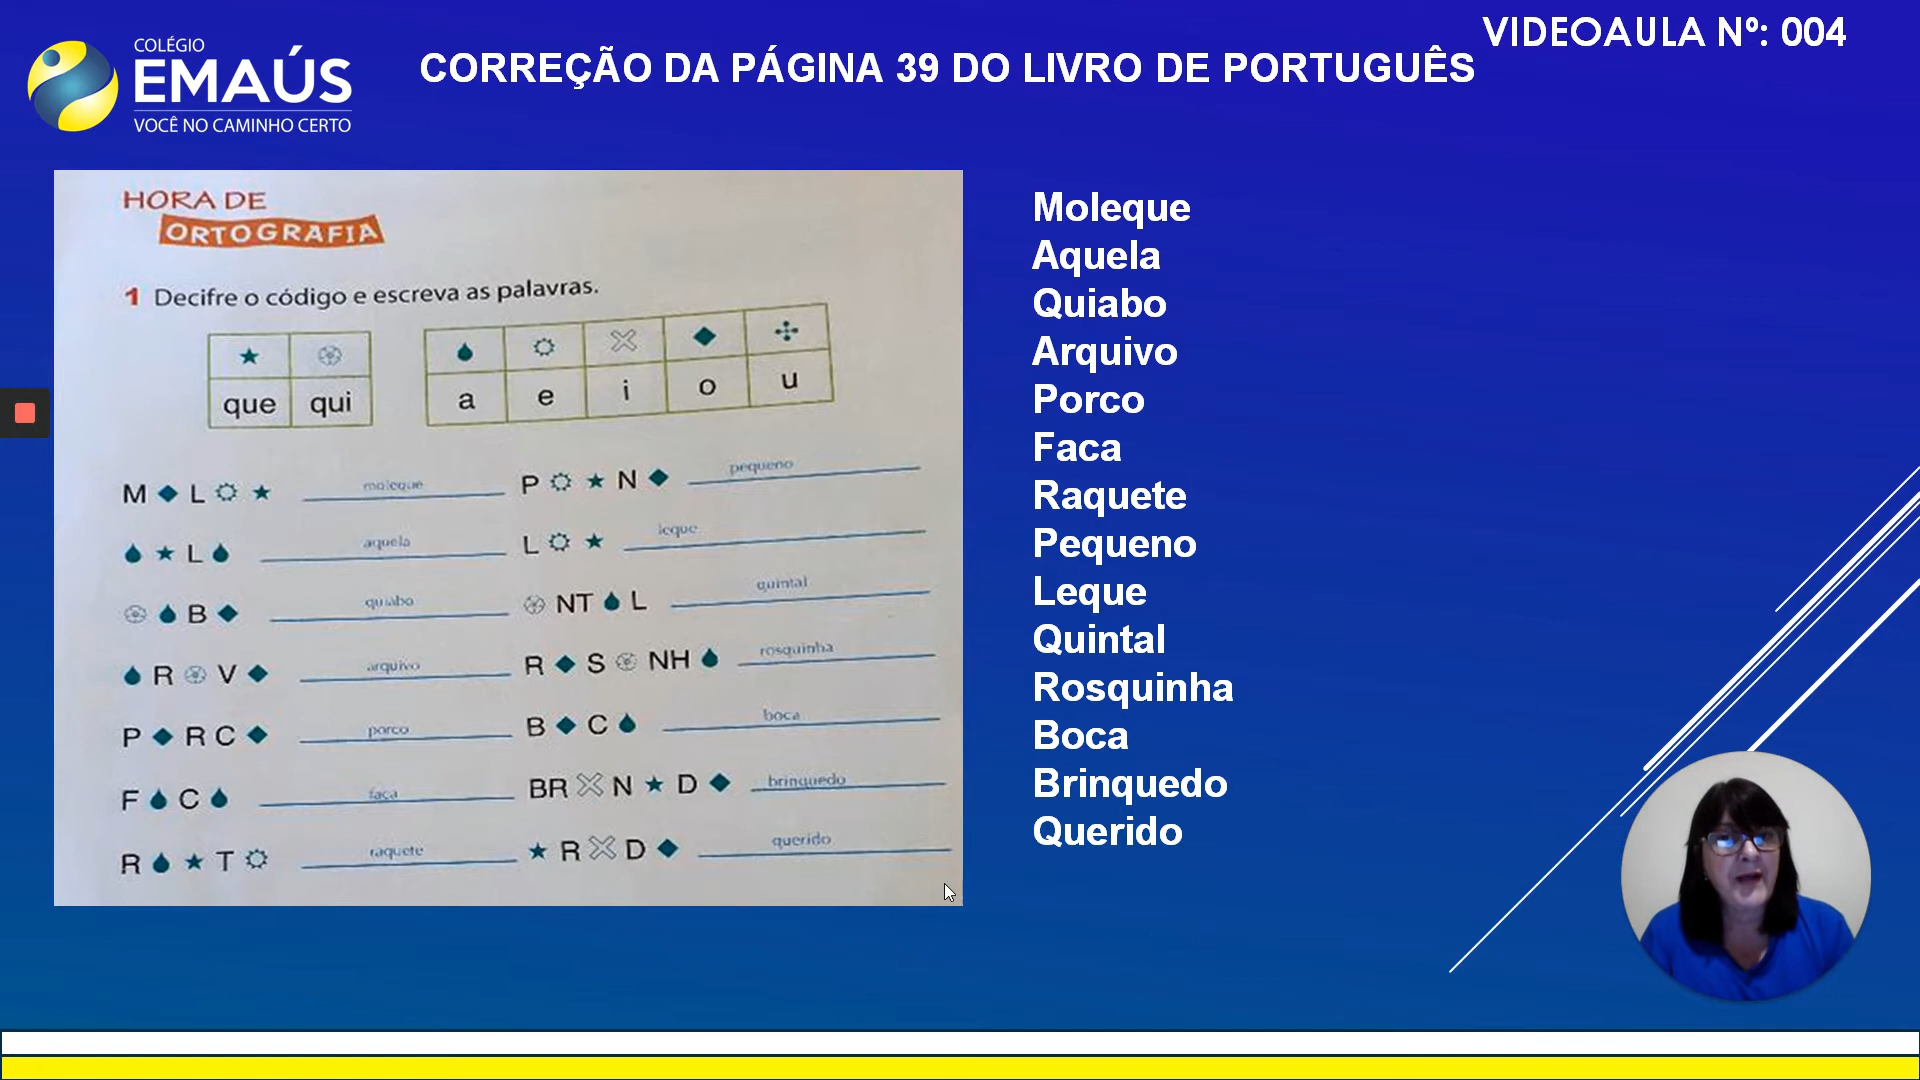 COLÉGIO
EMAÚS
VOCÊ NO CAMINHO CERTO
CORREÇÃO DA PÁGINA 39 DO LIVRO DE PORTUGUÊS
VIDEOAULA Nº: 004
HORA DE
ORTOGRAFIA
1 Decifre o código e escreva as palavras.
que qui
a e i o u
M L moleque
P N pequeno
L aquela
L leque
B quiabo
NT L quintal
R V arquivo
R S NH rosquinha
P R C porco
B C boca
F C faca
BR N D brinquedo
R T raquete
R D querido
Moleque
Aquela
Quiabo
Arquivo
Porco
Faca
Raquete
Pequeno
Leque
Quintal
Rosquinha
Boca
Brinquedo
Querido